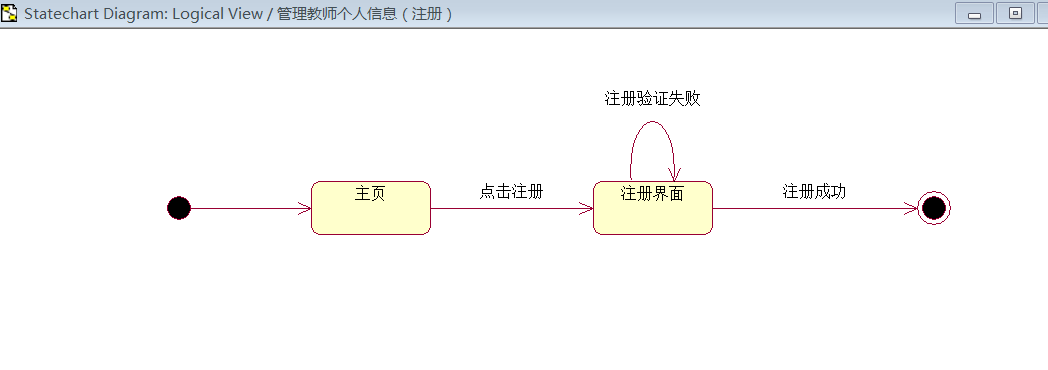 Statechart Diagram: Logical View / 管理教师个人信息（注册）
注册验证失败
主页
点击注册
注册界面
注册成功